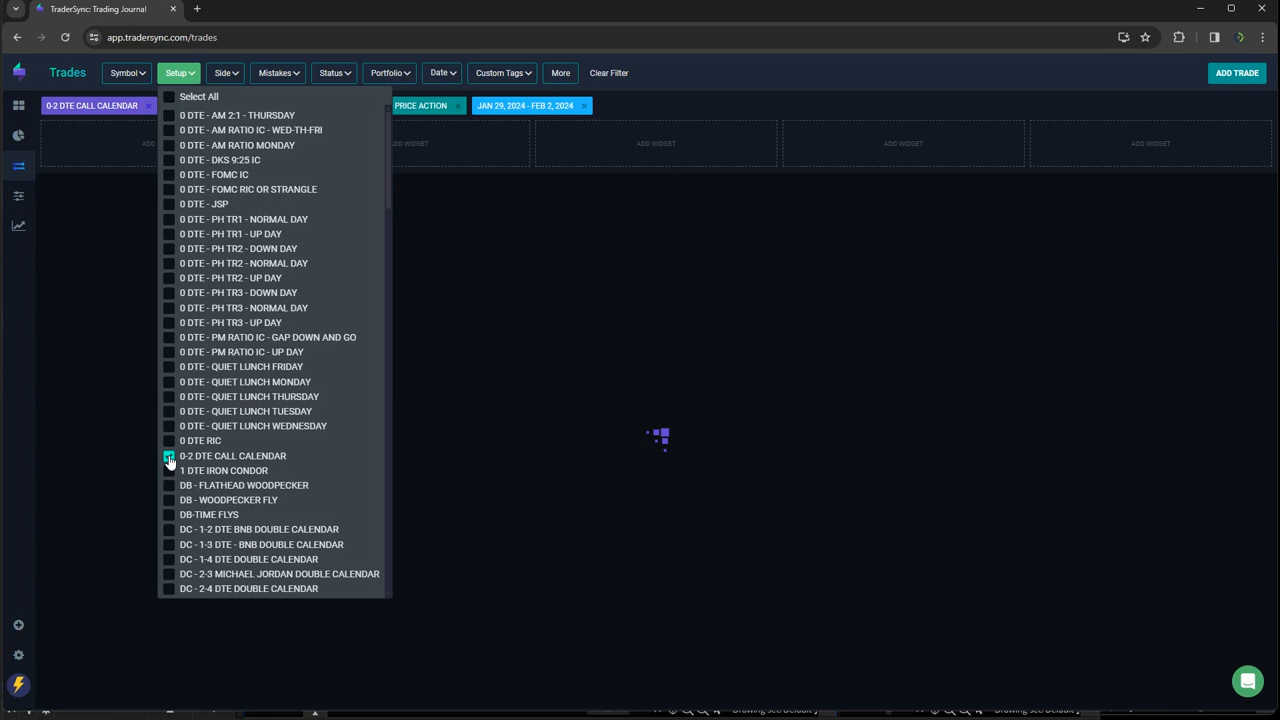 TraderSync Trading Journal
app.tradersync.com/trades
Trades
Symbol
Setup
Side
Mistakes
Status
Portfolio
Date
Custom Tags
More
Clear Filter
ADD TRADE
0-2 DTE CALL CALENDAR
PRICE ACTION
JAN 29, 2024 - FEB 2, 2024
Select All
0 DTE - AM 2:1 - THURSDAY
0 DTE - AM RATIO IC - WED-TH-FRI
0 DTE - AM RATIO MONDAY
0 DTE - DKS 9:25 IC
0 DTE - FOMC IC
0 DTE - FOMC RIC OR STRANGLE
0 DTE - JSP
0 DTE - PH TR1 - NORMAL DAY
0 DTE - PH TR1 - UP DAY
0 DTE - PH TR2 - DOWN DAY
0 DTE - PH TR2 - NORMAL DAY
0 DTE - PH TR2 - UP DAY
0 DTE - PH TR3 - DOWN DAY
0 DTE - PH TR3 - NORMAL DAY
0 DTE - PH TR3 - UP DAY
0 DTE - PM RATIO IC - GAP DOWN AND GO
0 DTE - PM RATIO IC - UP DAY
0 DTE - QUIET LUNCH FRIDAY
0 DTE - QUIET LUNCH MONDAY
0 DTE - QUIET LUNCH THURSDAY
0 DTE - QUIET LUNCH TUESDAY
0 DTE - QUIET LUNCH WEDNESDAY
0 DTE RIC
0-2 DTE CALL CALENDAR
1 DTE IRON CONDOR
DB - FLATHEAD WOODPECKER
DB - WOODPECKER FLY
DB-TIME FLYS
DC - 1-2 DTE BNB DOUBLE CALENDAR
DC - 1-3 DTE - BNB DOUBLE CALENDAR
DC - 1-4 DTE DOUBLE CALENDAR
DC - 2-3 MICHAEL JORDAN DOUBLE CALENDAR
DC - 2-4 DTE DOUBLE CALENDAR
ADD
ADD WIDGET
ADD WIDGET
ADD WIDGET
ADD WIDGET
Drawing set: Default
Drawing set: Default